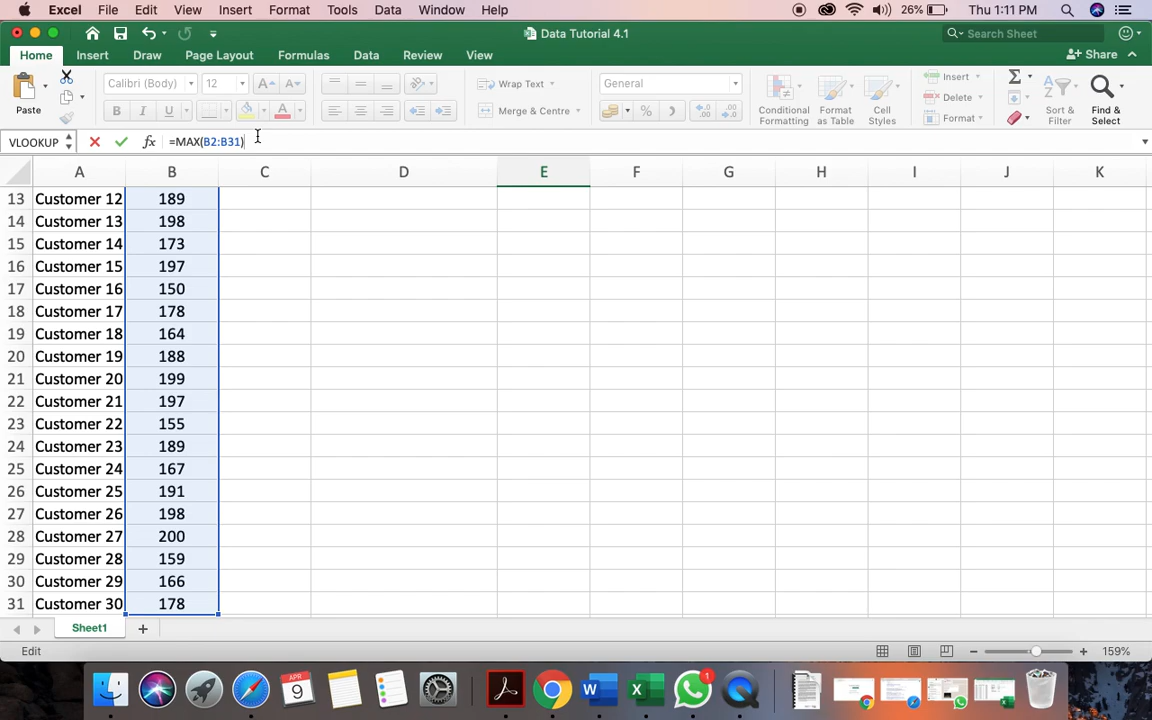 Excel File Edit View Insert Format Tools Data Window Help 26% Thu 1:11 PM
Data Tutorial 4.1 Search Sheet
Home Insert Draw Page Layout Formulas Data Review View Share
Paste Calibri (Body) 12 A A Wrap Text General Conditional Formatting Format as Table Cell Styles Insert Sort & Filter Find & Select
B I U A Merge & Centre % Delete
Format
VLOOKUP fx =MAX(B2:B31)
A B C D E F G H I J K
13 Customer 12 189
14 Customer 13 198
15 Customer 14 173
16 Customer 15 197
17 Customer 16 150
18 Customer 17 178
19 Customer 18 164
20 Customer 19 188
21 Customer 20 199
22 Customer 21 197
23 Customer 22 155
24 Customer 23 189
25 Customer 24 167
26 Customer 25 191
27 Customer 26 198
28 Customer 27 200
29 Customer 28 159
30 Customer 29 166
31 Customer 30 178
Sheet1 +
Edit 159%
APR 9 W X 1